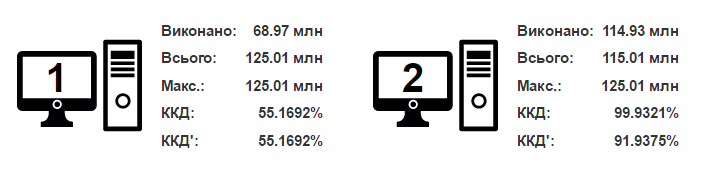 1
Виконано: 68.97 млн
Всього: 125.01 млн
Макс.: 125.01 млн
ККД: 55.1692%
ККД': 55.1692%
2
Виконано: 114.93 млн
Всього: 115.01 млн
Макс.: 125.01 млн
ККД: 99.9321%
ККД': 91.9375%